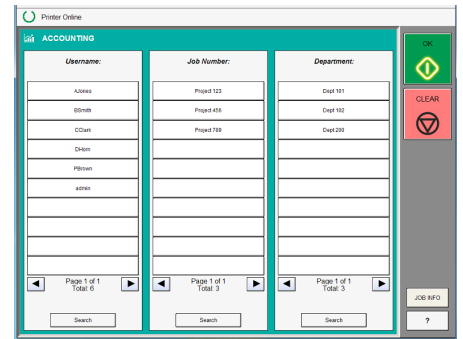 Printer Online
ACCOUNTING
OK
Username:
Job Number:
Department:
AJones
Project 123
Dept 101
BSmith
Project 456
Dept 102
CClark
Project 789
Dept 200
DHorn
PBrown
admin
CLEAR
Page 1 of 1
Total: 6
Page 1 of 1
Total: 3
Page 1 of 1
Total: 3
Search
Search
Search
JOB INFO
?